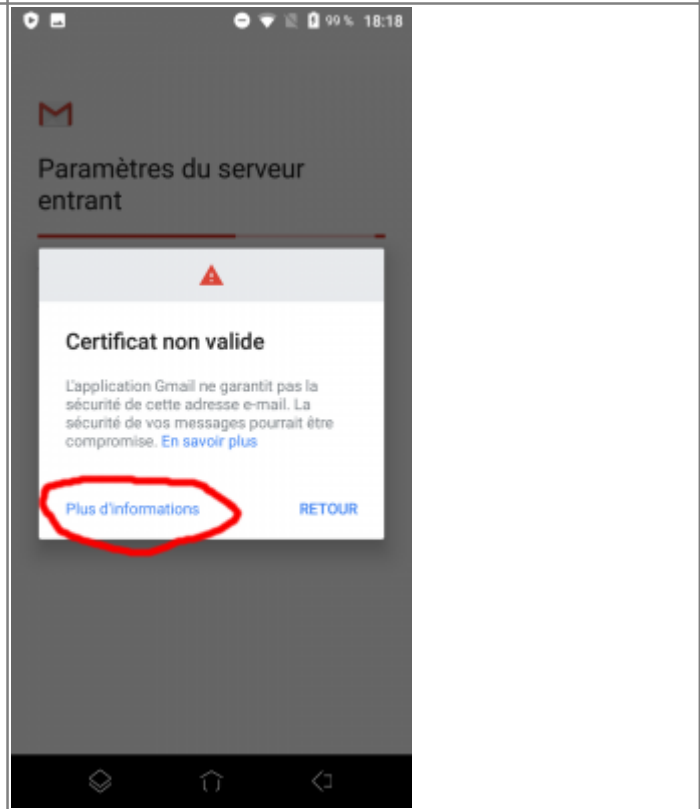 99 % 18:18
Paramètres du serveur
entrant
Certificat non valide
L'application Gmail ne garantit pas la
sécurité de cette adresse e-mail. La
sécurité de vos messages pourrait être
compromise. En savoir plus
Plus d'informations RETOUR